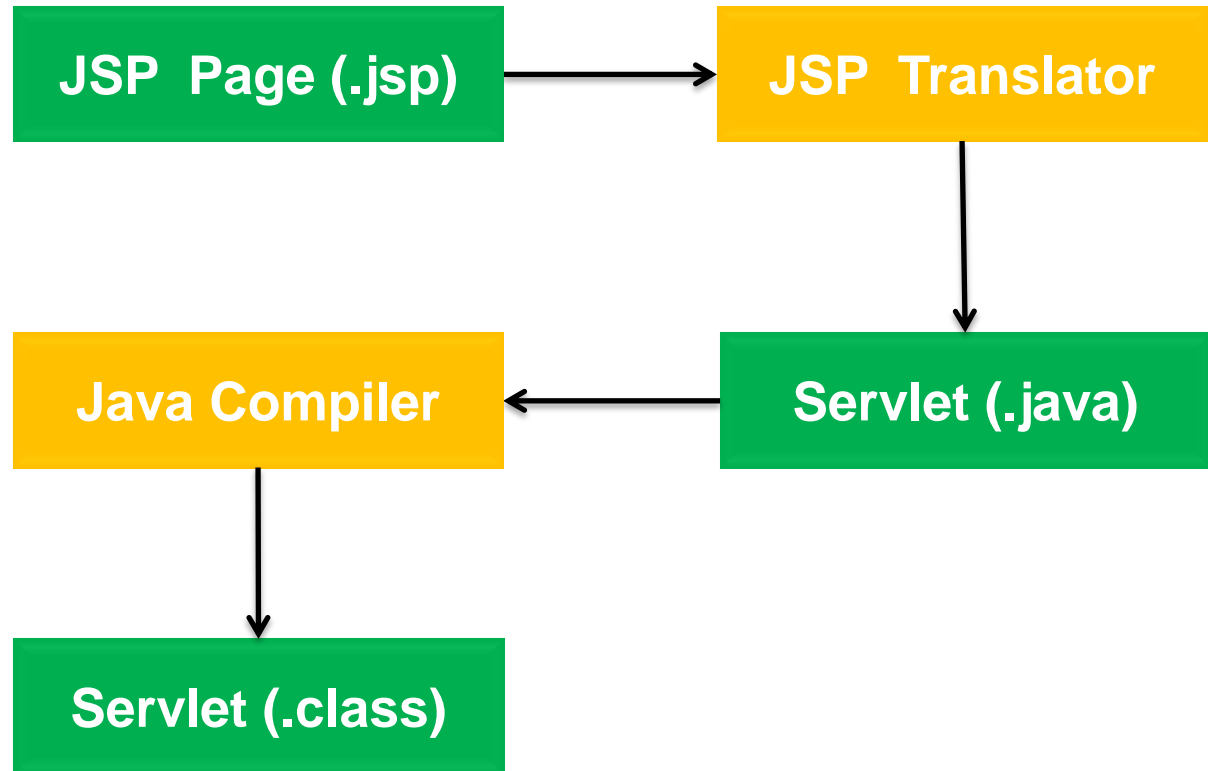 JSP Page (.jsp)
JSP Translator
Java Compiler
Servlet (.java)
Servlet (.class)